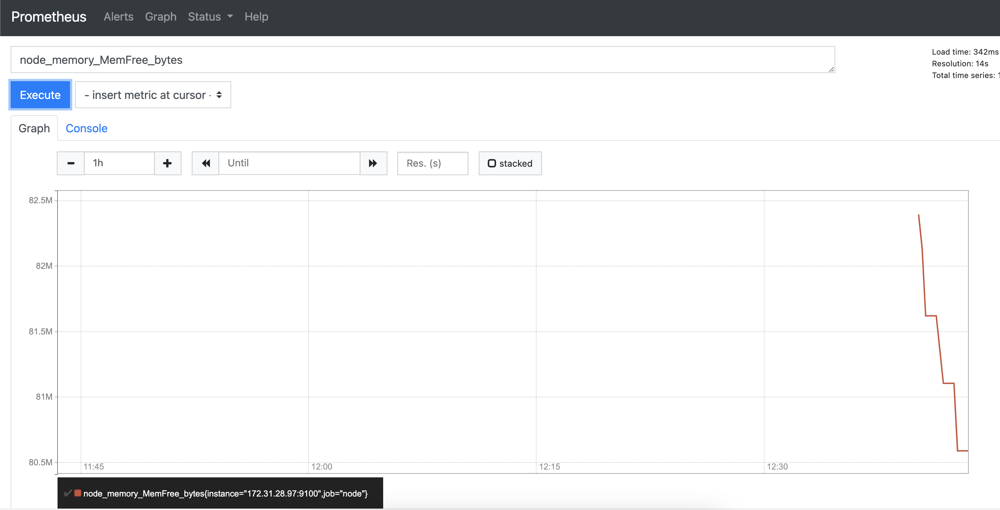 Prometheus Alerts Graph Status Help
node_memory_MemFree_bytes
Load time: 342ms
Resolution: 14s
Total time series: 1
Execute
- insert metric at cursor -
Graph Console
1h
Until
Res. (s)
stacked
82.5M
82M
81.5M
81M
80.5M
11:45 12:00 12:15 12:30
node_memory_MemFree_bytes{instance="172.31.28.97:9100",job="node"}